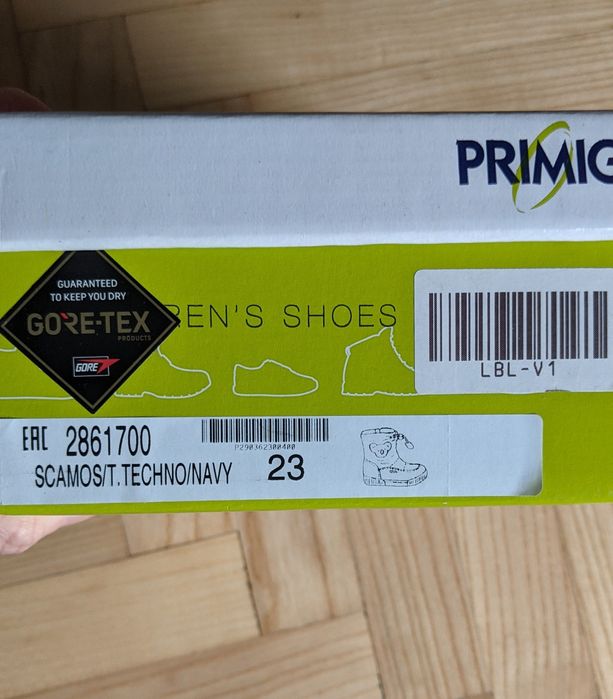 PRIMIG
GUARANTEED
TO KEEP YOU DRY
GORE-TEX
PRODUCTS
GORE
REN'S SHOES
LBL-V1
EAC 2861700
P290362300400
SCAMOS/T.TECHNO/NAVY 23